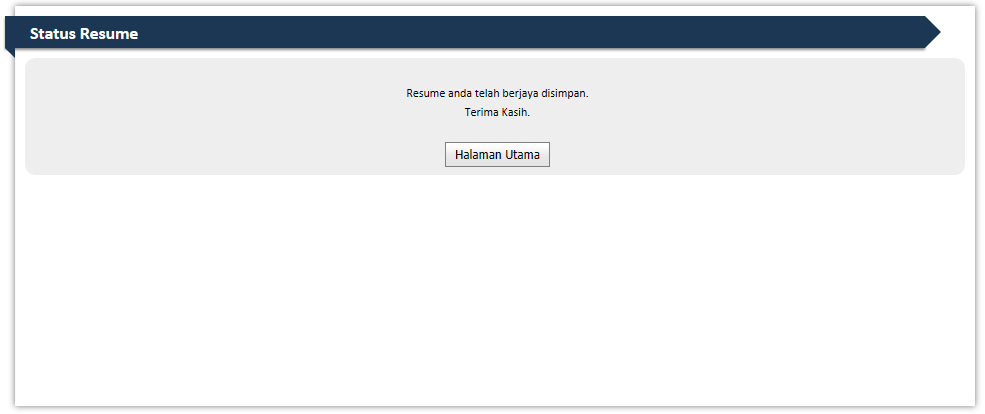 Status Resume
Resume anda telah berjaya disimpan.
Terima Kasih.
Halaman Utama